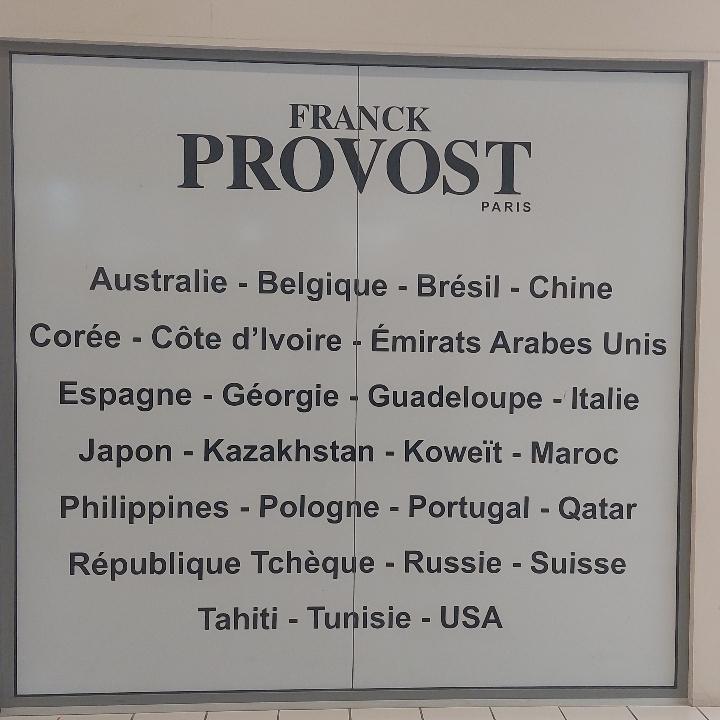 FRANCK
PROVOST
PARIS
Australie - Belgique - Brésil - Chine
Corée - Côte d’Ivoire - Émirats Arabes Unis
Espagne - Géorgie - Guadeloupe - Italie
Japon - Kazakhstan - Koweït - Maroc
Philippines - Pologne - Portugal - Qatar
République Tchèque - Russie - Suisse
Tahiti - Tunisie - USA